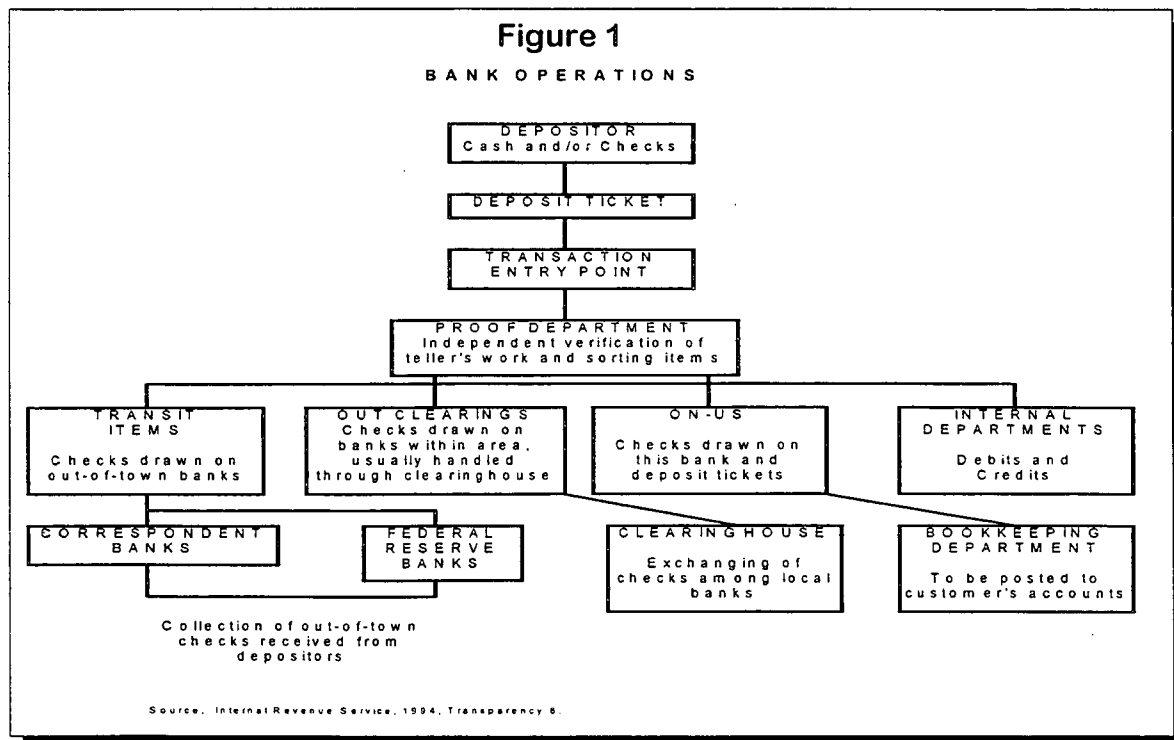 Figure 1
BANK OPERATIONS
DEPOSITOR
Cash and/or Checks
DEPOSIT TICKET
TRANSACTION
ENTRY POINT
PROOF DEPARTMENT
Independent verification of
teller's work and sorting items
TRANSIT
ITEMS
Checks drawn on
out-of-town banks
OUT CLEARINGS
Checks drawn on
banks within area,
usually handled
through clearinghouse
ON-US
Checks drawn on
this bank and
deposit tickets
INTERNAL
DEPARTMENTS
Debits and
Credits
CORRESPONDENT
BANKS
FEDERAL
RESERVE
BANKS
CLEARINGHOUSE
Exchanging of
checks among local
banks
BOOKKEEPING
DEPARTMENT
To be posted to
customer's accounts
Collection of out-of-town
checks received from
depositors
Source, Internal Revenue Service, 1994, Transparency 6.